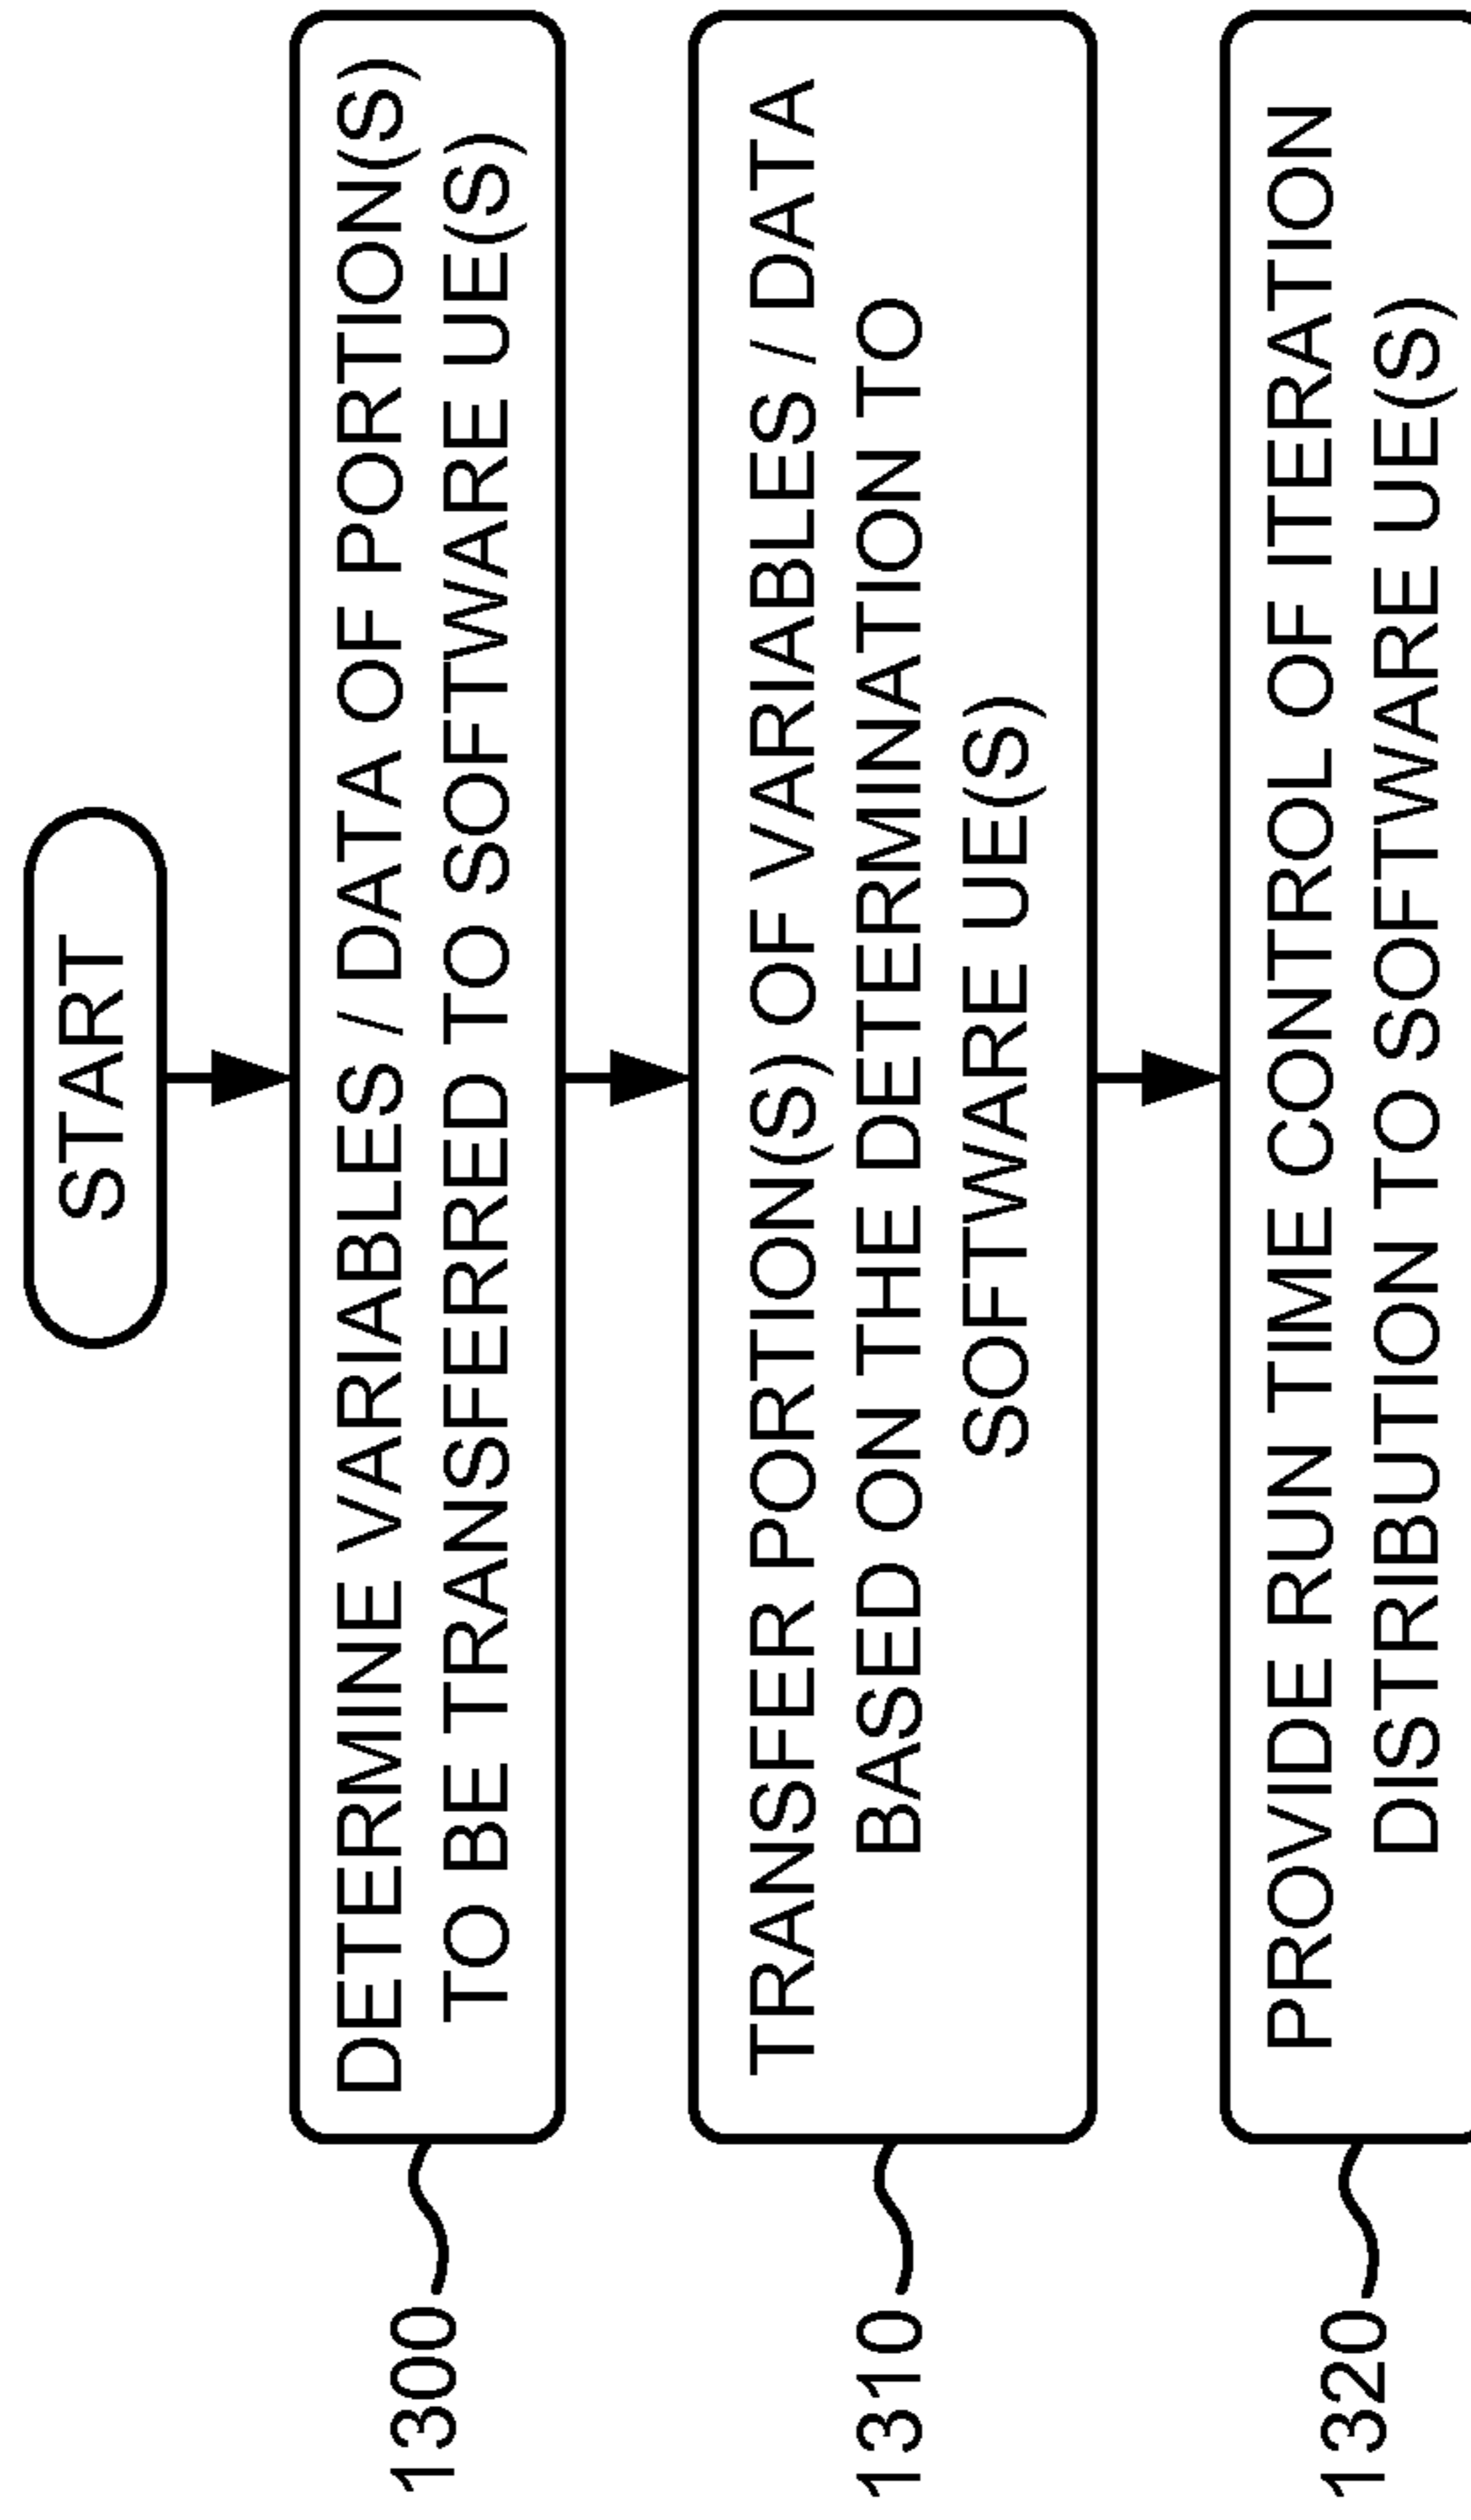 START
DETERMINE VARIABLES / DATA OF PORTION(S)
TO BE TRANSFERRED TO SOFTWARE UE(S)
1300
TRANSFER PORTION(S) OF VARIABLES / DATA
BASED ON THE DETERMINATION TO
SOFTWARE UE(S)
1310
PROVIDE RUN TIME CONTROL OF ITERATION
DISTRIBUTION TO SOFTWARE UE(S)
1320